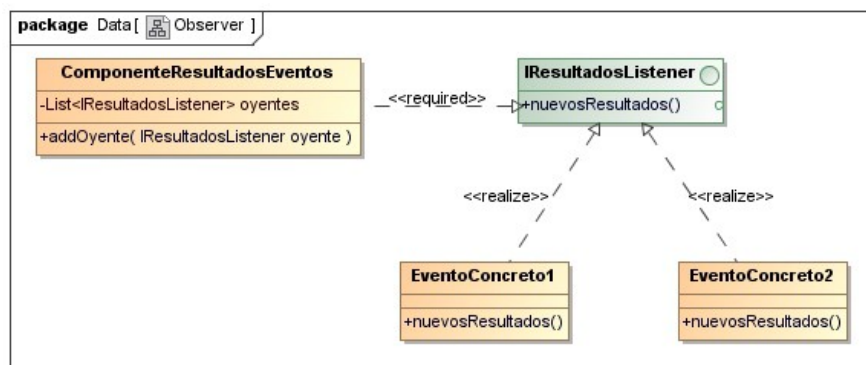 package Data[ Observer ]
ComponenteResultadosEventos
-List<IResultadosListener> oyentes
+addOyente( IResultadosListener oyente )
<<required>>
IResultadosListener
+nuevosResultados()
<<realize>>
<<realize>>
EventoConcreto1
+nuevosResultados()
EventoConcreto2
+nuevosResultados()